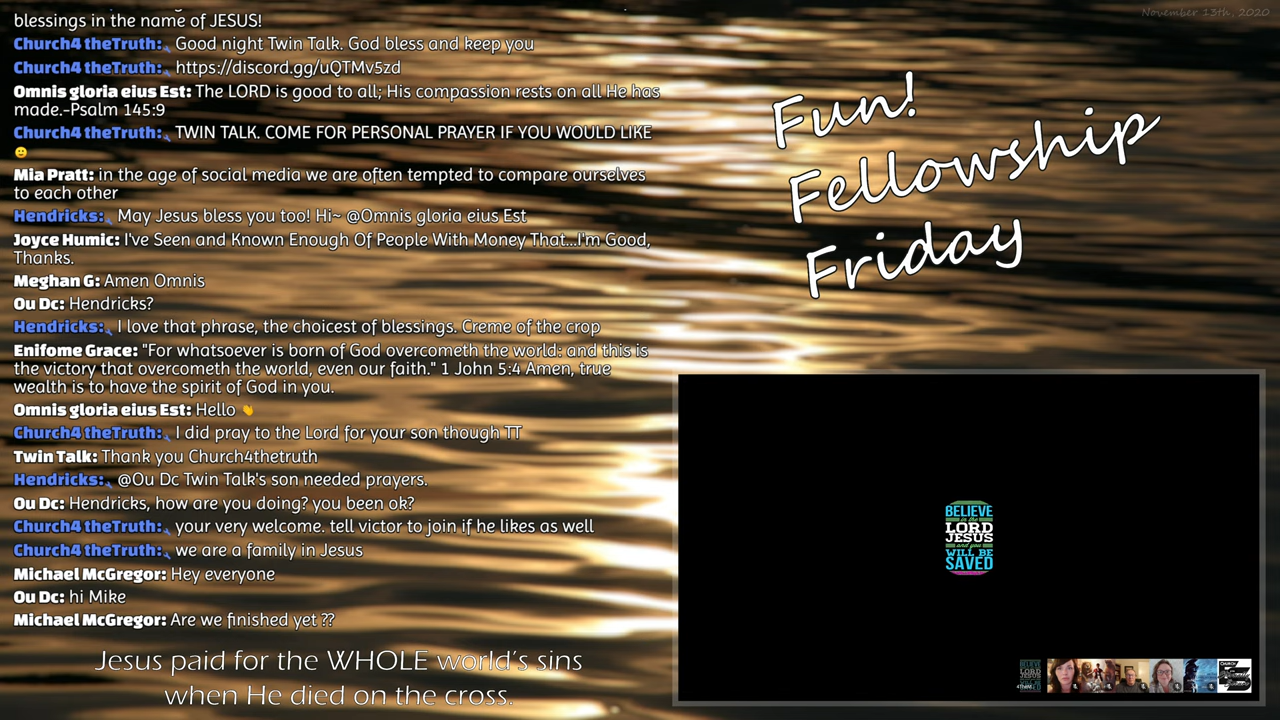 blessings in the name of JESUS!
Church4 theTruth: Good night Twin Talk. God bless and keep you
Church4 theTruth: https://discord.gg/uQTMv5zd
Omnis gloria eius Est: The LORD is good to all; His compassion rests on all He has
made.-Psalm 145:9
Church4 theTruth: TWIN TALK. COME FOR PERSONAL PRAYER IF YOU WOULD LIKE
🙂
Mia Pratt: in the age of social media we are often tempted to compare ourselves
to each other
Hendricks: May Jesus bless you too! Hi~ @Omnis gloria eius Est
Joyce Humic: I've Seen and Known Enough Of People With Money That...I'm Good,
Thanks.
Meghan G: Amen Omnis
Ou Dc: Hendricks?
Hendricks: I love that phrase, the choicest of blessings. Creme of the crop
Enifome Grace: "For whatsoever is born of God overcometh the world: and this is
the victory that overcometh the world, even our faith." 1 John 5:4 Amen, true
wealth is to have the spirit of God in you.
Omnis gloria eius Est: Hello 👋
Church4 theTruth: I did pray to the Lord for your son though TT
Twin Talk: Thank you Church4thetruth
Hendricks: @Ou Dc Twin Talk's son needed prayers.
Ou Dc: Hendricks, how are you doing? you been ok?
Church4 theTruth: your very welcome. tell victor to join if he likes as well
Church4 theTruth: we are a family in Jesus
Michael McGregor: Hey everyone
Ou Dc: hi Mike
Michael McGregor: Are we finished yet ??
Jesus paid for the WHOLE world's sins
when He died on the cross.
November 13th, 2020
Fun!
Fellowship
Friday
BELIEVE
in the
LORD
JESUS
and you
WILL BE
SAVED